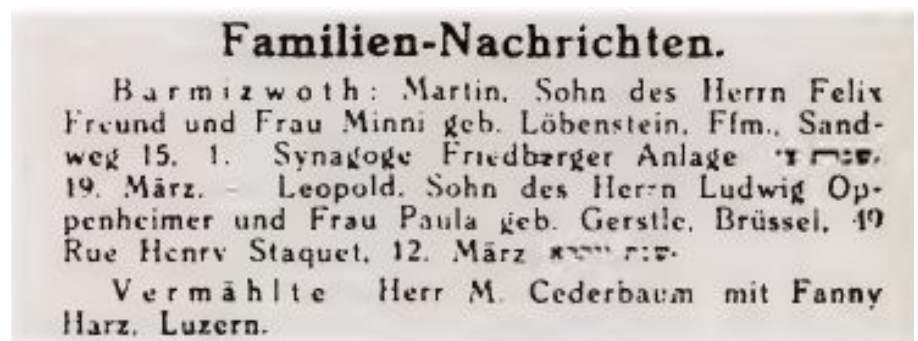 Familien-Nachrichten.
Barmizwoth: Martin, Sohn des Herrn Felix
Freund und Frau Minni geb. Löbenstein, Ffm., Sand-
weg 15, 1. Synagoge Friedberger Anlage
19. März. – Leopold, Sohn des Herrn Ludwig Op-
penheimer und Frau Paula geb. Gerstle, Brüssel, 49
Rue Henry Staquet, 12. März
Vermählte Herr M. Cederbaum mit Fanny
Harz, Luzern.